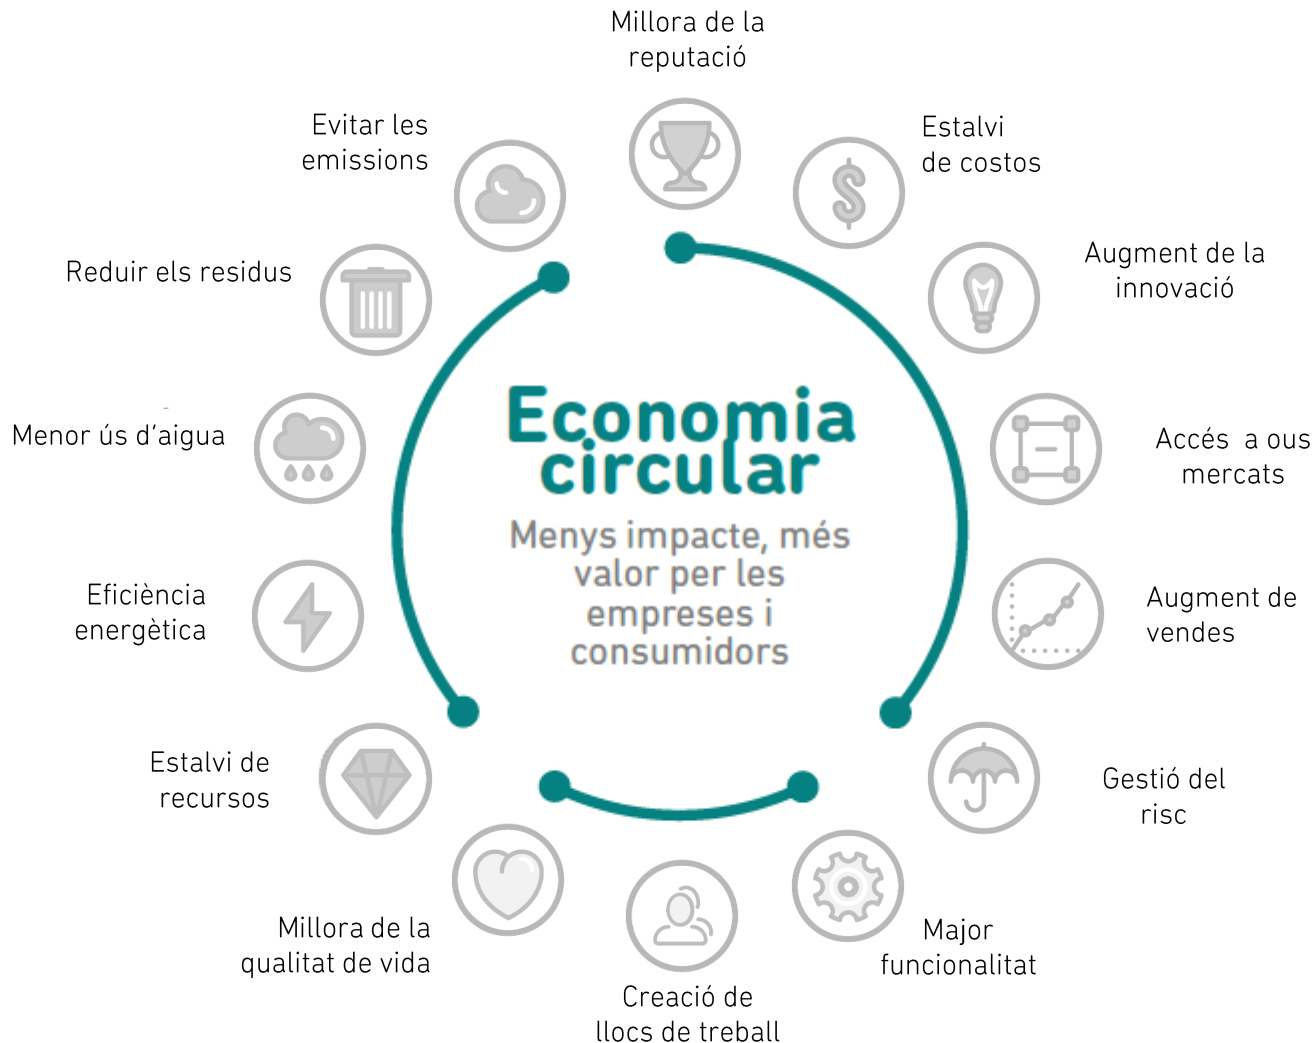 Millora de la
reputació
Evitar les
emissions
Estalvi
de costos
Reduir els residus
Augment de la
innovació
Menor ús d'aigua
Accés  a ous
mercats
Economia
circular
Menys impacte, més
valor per les
empreses i
consumidors
Eficiència
energètica
Augment de
vendes
Estalvi de
recursos
Gestió del
risc
Millora de la
qualitat de vida
Major
funcionalitat
Creació de
llocs de treball